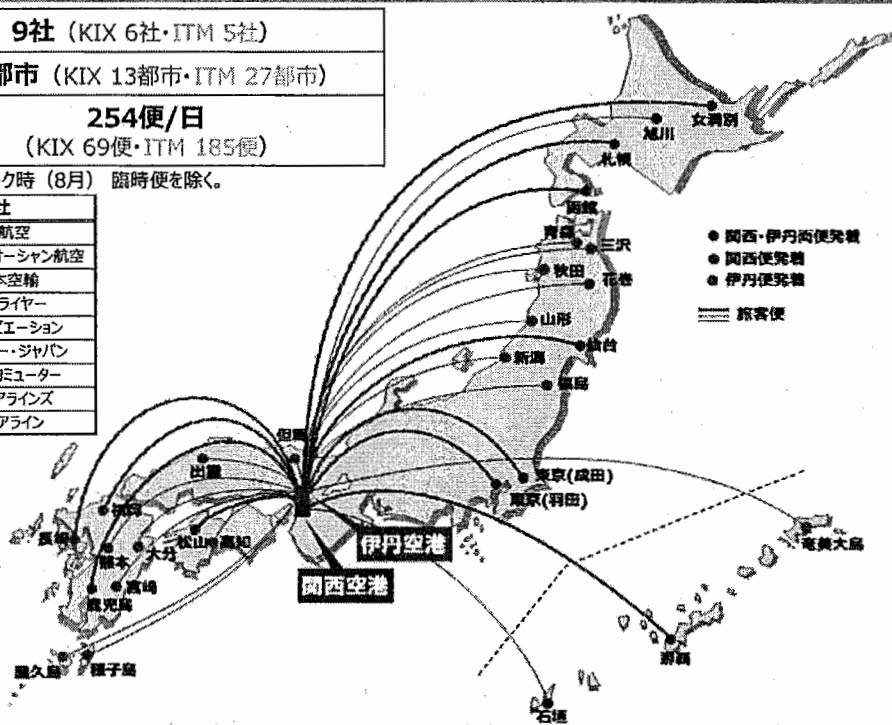 9社（KIX 6社・ITM 5社）
都市（KIX 13都市・ITM 27都市）
254便/日
（KIX 69便・ITM 185便）
ク時（8月） 臨時便を除く。
社
航空
オーシャン航空
本空輸
ライヤー
ビエーション
ー・ジャパン
コミューター
アラインズ
アライン
女満別
旭川
札幌
函館
青森
三沢
秋田
花巻
山形
仙台
新潟
福島
関西・伊丹両便発着
関西便発着
伊丹便発着
旅客便
但馬
出雲
東京(成田)
東京(羽田)
福岡
長崎
熊本
大分
松山
高知
宮崎
鹿児島
屋久島
種子島
伊丹空港
関西空港
奄美大島
那覇
石垣